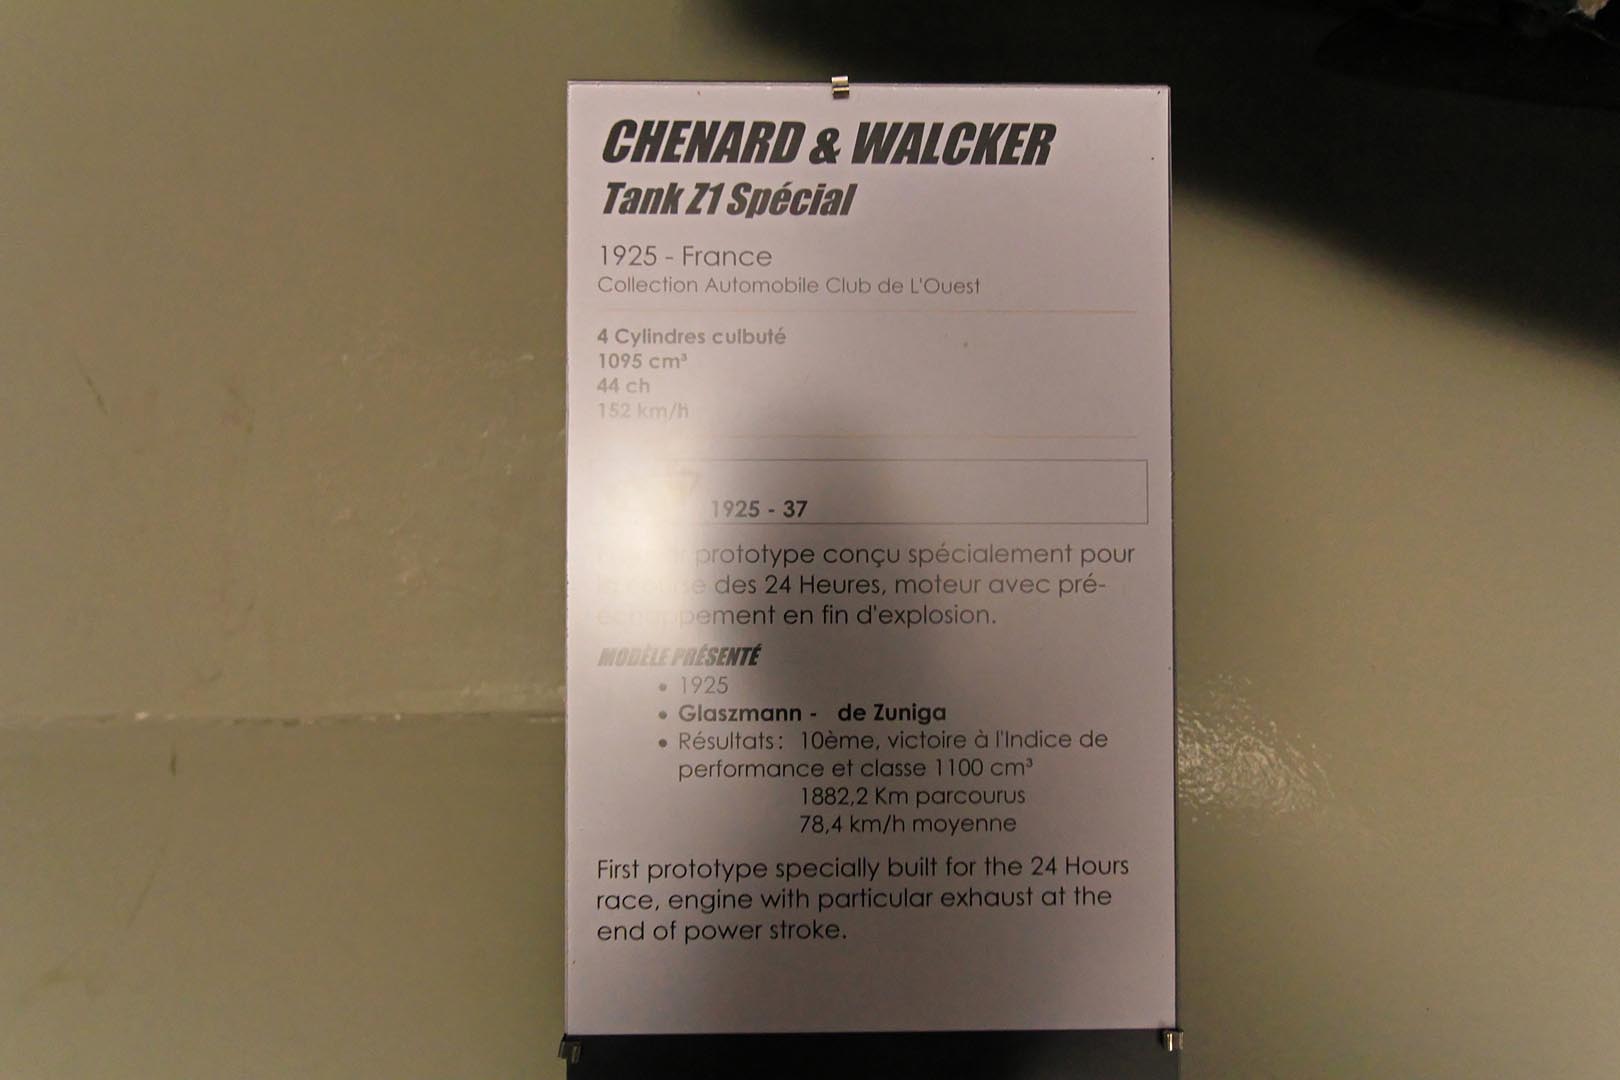 CHENARD & WALCKER
Tank Z1 Spécial
1925 - France
Collection Automobile Club de L'Ouest
4 Cylindres culbuté
1095 cm³
44 ch
152 km/h
1925 - 37
prototype conçu spécialement pour
la course des 24 Heures, moteur avec pré-
échappement en fin d'explosion.
MODÈLE PRÉSENTÉ
• 1925
• Glaszmann - de Zuniga
• Résultats : 10ème, victoire à l'Indice de
performance et classe 1100 cm³
1882,2 Km parcourus
78,4 km/h moyenne
First prototype specially built for the 24 Hours
race, engine with particular exhaust at the
end of power stroke.